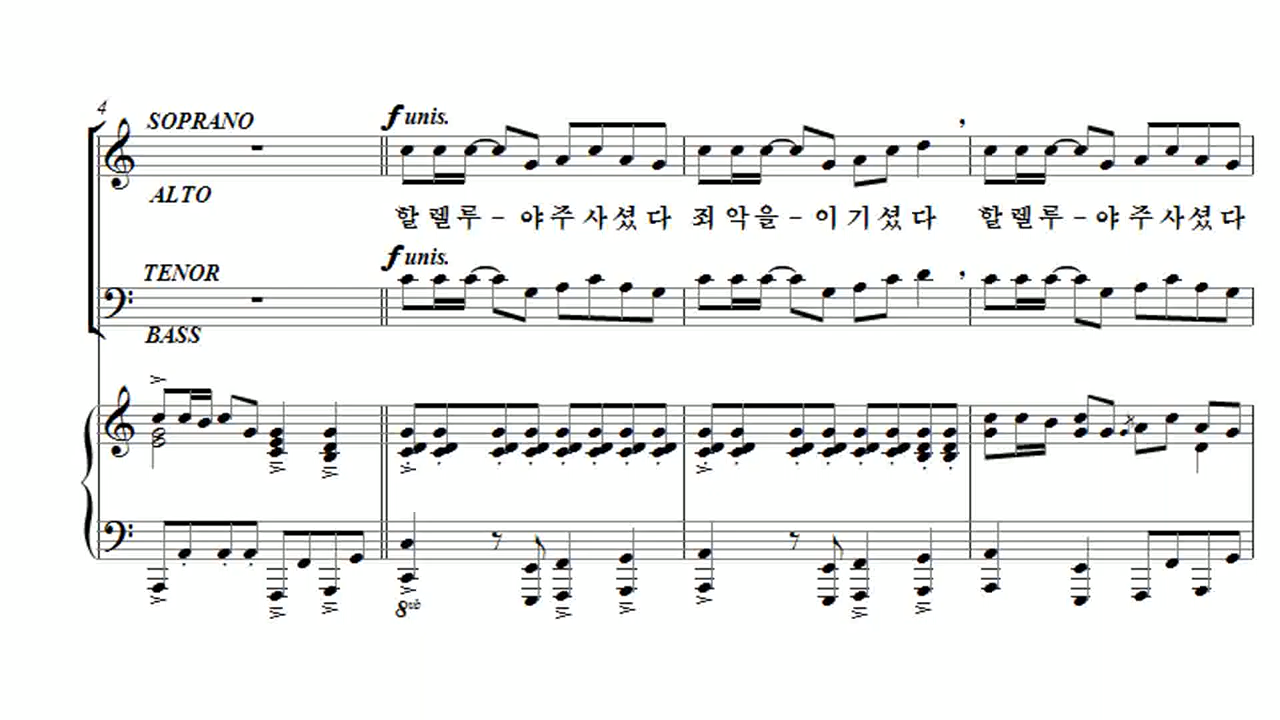 4
SOPRANO
f unis.
ALTO
할 렐 루 - 야 주 사 셨 다 죄 악 을 - 이 기 셨 다 할 렐 루 - 야 주 사 셨 다
f unis.
TENOR
BASS
8vb